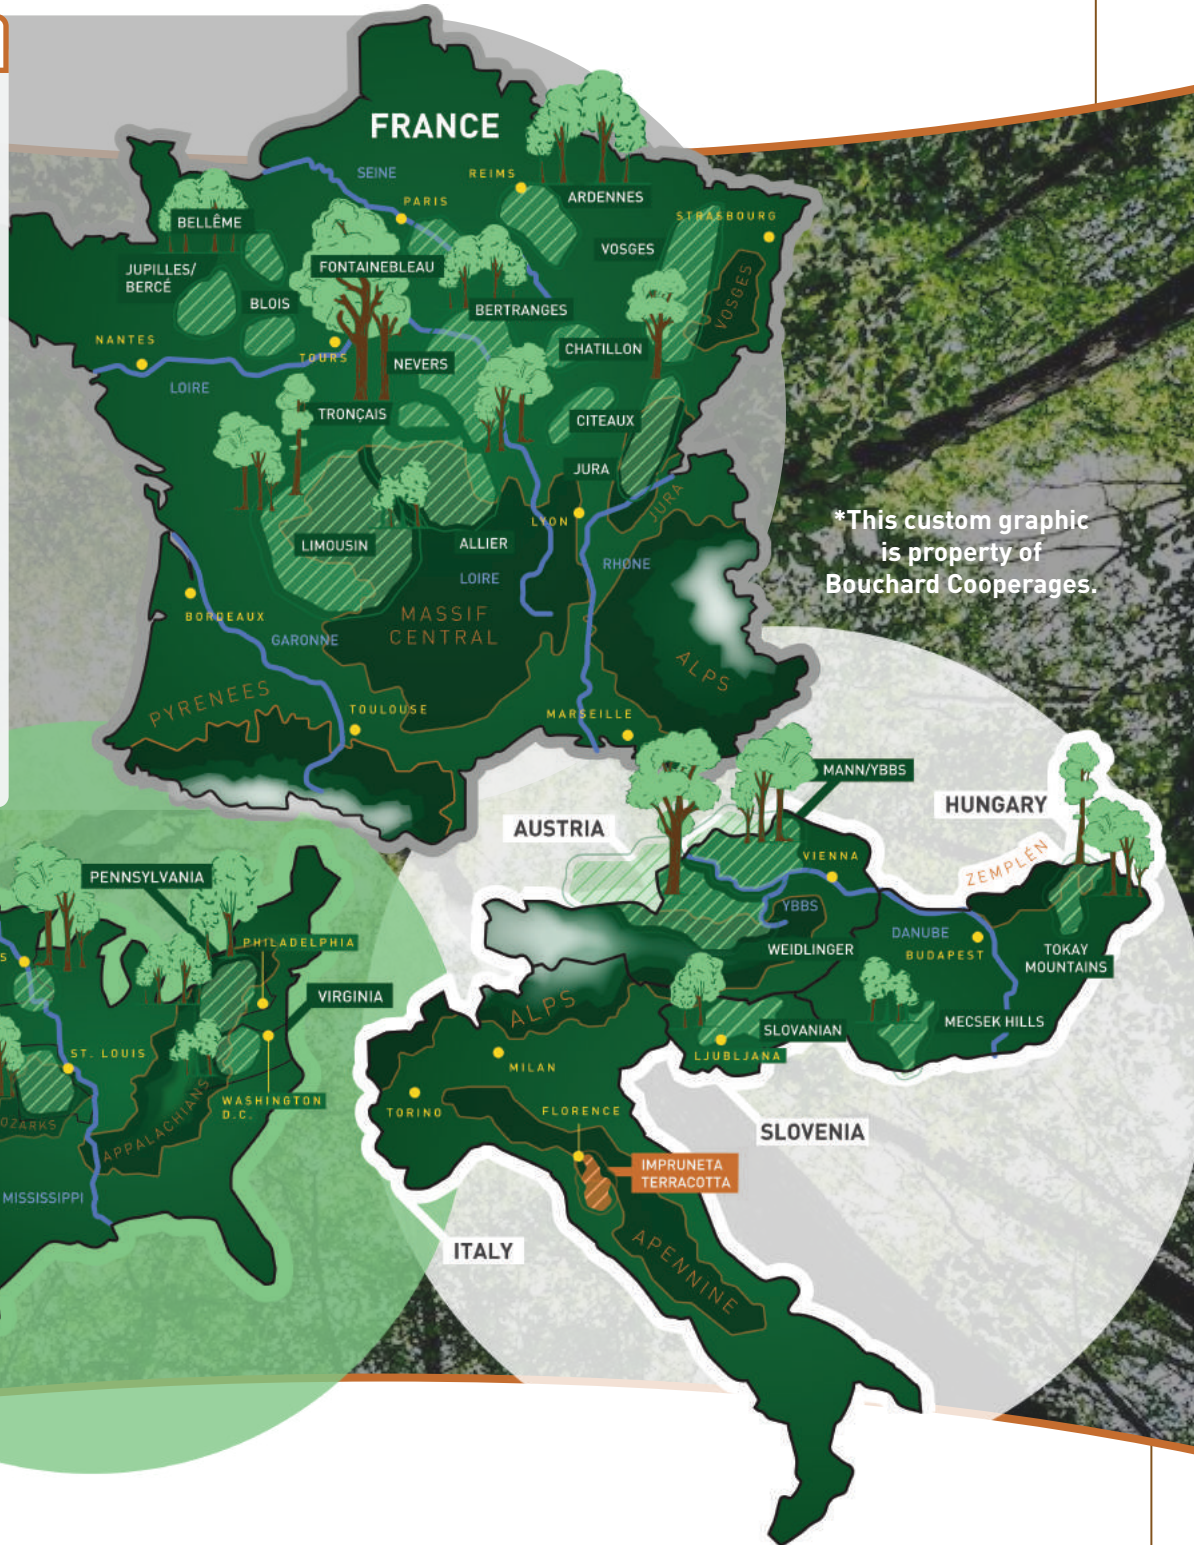 FRANCE
SEINE
REIMS
PARIS
ARDENNES
STRASBOURG
BELLÊME
VOSGES
JUPILLES/
BERCÉ
FONTAINEBLEAU
VOSGES
BLOIS
BERTRANGES
NANTES
TOURS
CHATILLON
NEVERS
LOIRE
TRONÇAIS
CITEAUX
JURA
JURA
LYON
LIMOUSIN
ALLIER
LOIRE
RHONE
*This custom graphic
is property of
Bouchard Cooperages.
BORDEAUX
MASSIF
CENTRAL
GARONNE
ALPS
PYRENEES
TOULOUSE
MARSEILLE
MANN/YBBS
HUNGARY
AUSTRIA
VIENNA
ZEMPLÉN
YBBS
DANUBE
WEIDLINGER
BUDAPEST
TOKAY
MOUNTAINS
ALPS
SLOVANIAN
MECSEK HILLS
LJUBLJANA
MILAN
TORINO
FLORENCE
SLOVENIA
IMPRUNETA
TERRACOTTA
APENNINE
ITALY
PENNSYLVANIA
PHILADELPHIA
S
VIRGINIA
ST. LOUIS
WASHINGTON
D.C.
OZARKS
APPALACHIANS
MISSISSIPPI